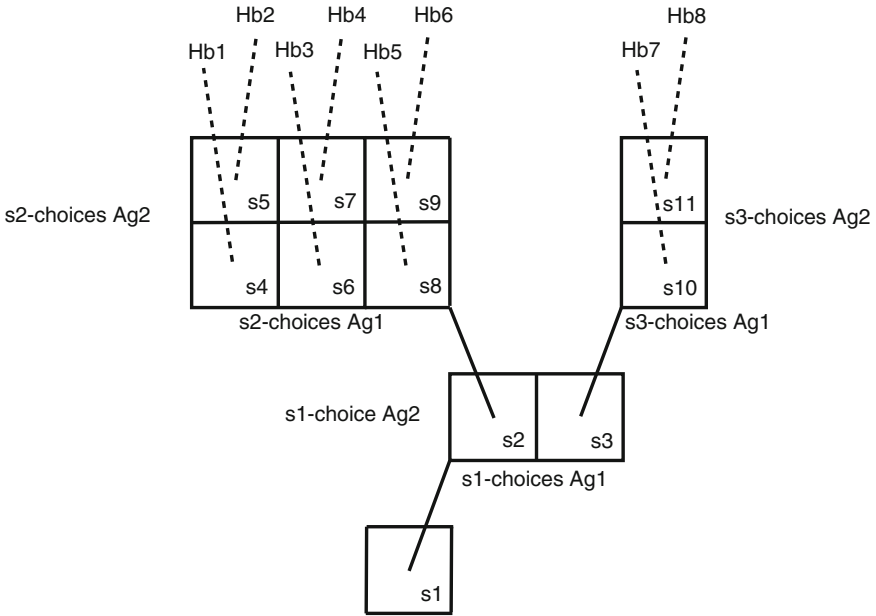 Hb2 Hb4 Hb6 Hb8
Hb1 Hb3 Hb5 Hb7
s5 s7 s9 s11
s2-choices Ag2 s3-choices Ag2
s4 s6 s8 s10
s2-choices Ag1 s3-choices Ag1
s1-choice Ag2
s2 s3
s1-choices Ag1
s1